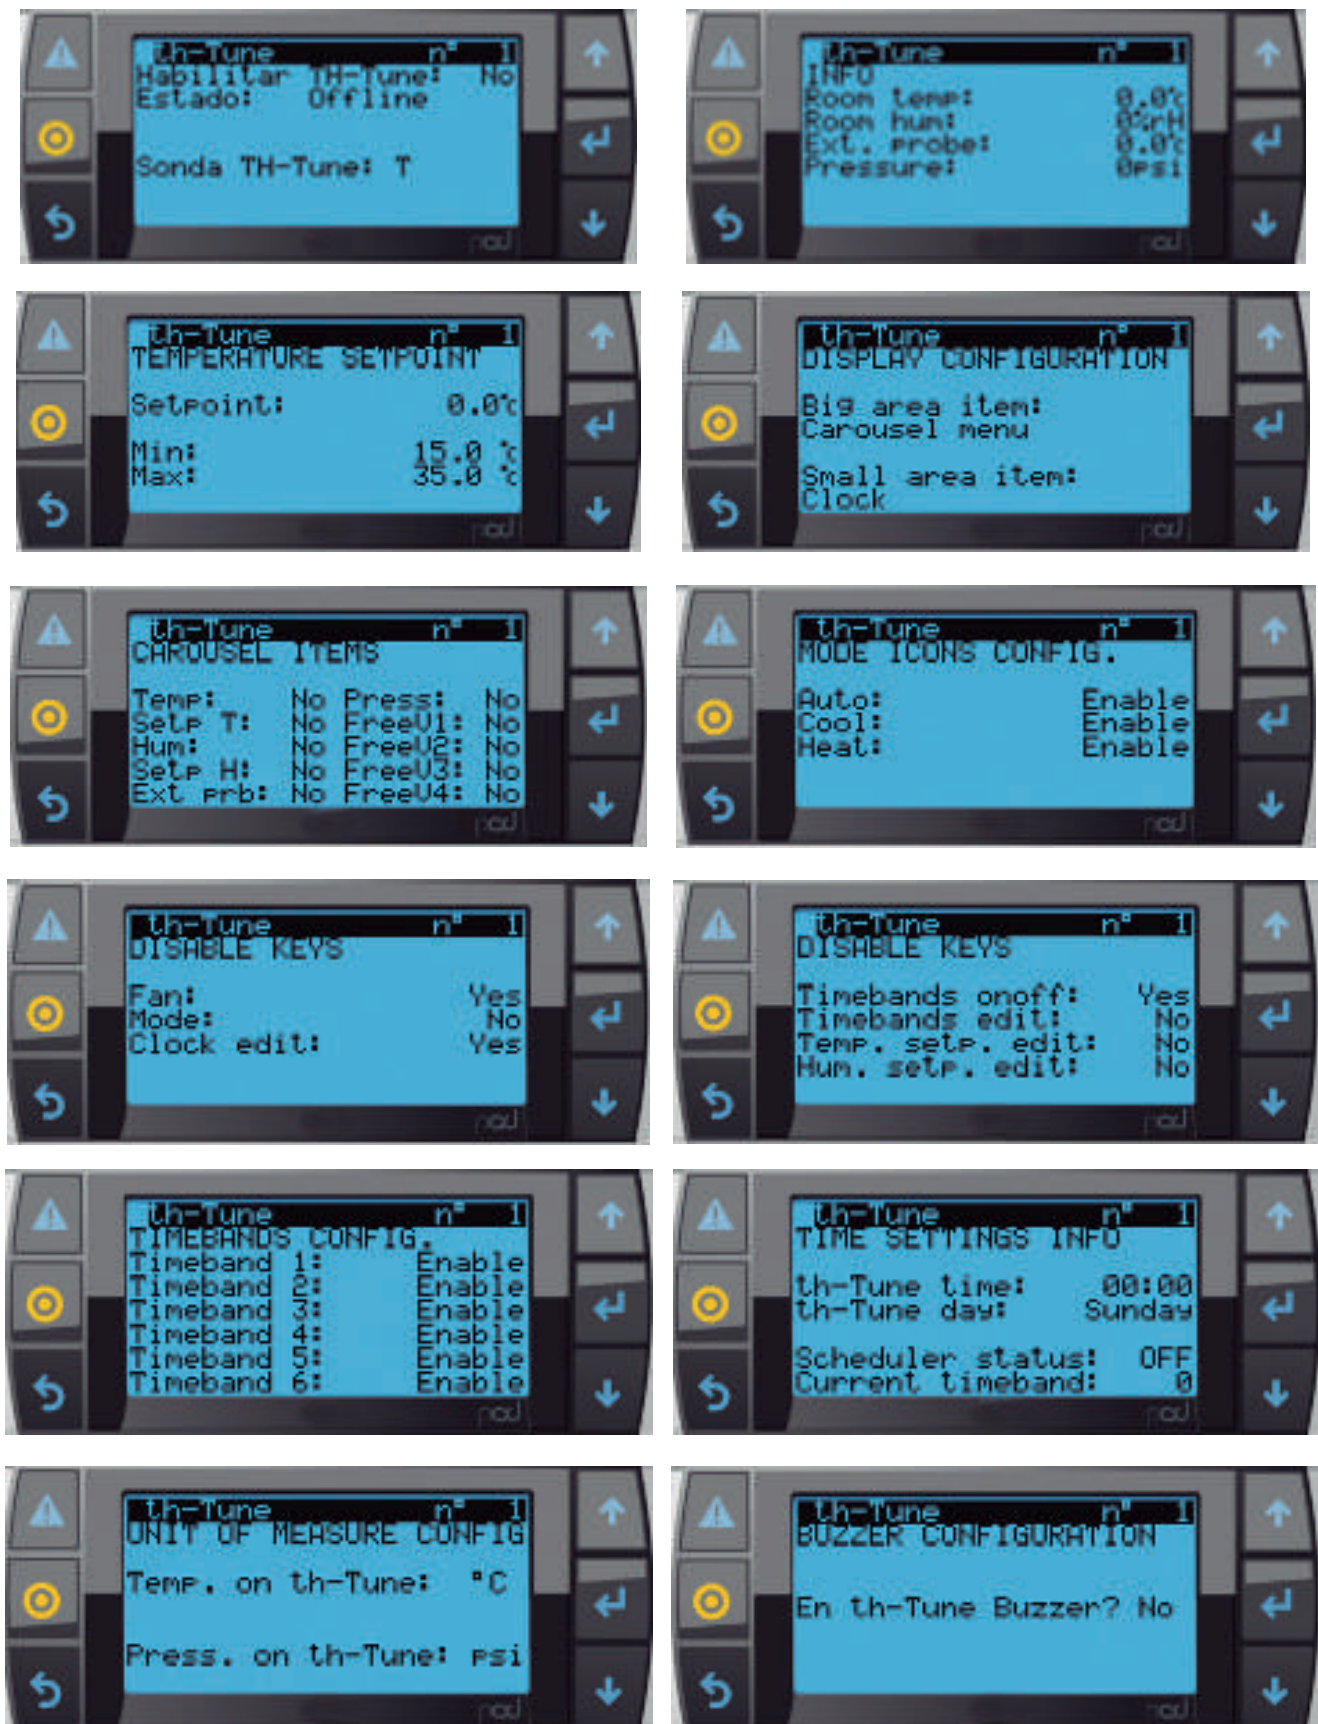 th-Tune n° 1
Habilitar TH-Tune: No
Estado: Offline
Sonda TH-Tune: T
th-Tune n° 1
INFO
Room temp: 0.0°c
Room hum: 0%rH
Ext. probe: 0.0°c
Pressure: 0psi
th-Tune n° 1
TEMPERATURE SETPOINT
Setpoint: 0.0°c
Min: 15.0 °c
Max: 35.0 °c
th-Tune n° 1
DISPLAY CONFIGURATION
Big area item:
Carousel menu
Small area item:
Clock
th-Tune n° 1
CAROUSEL ITEMS
Temp: No Press: No
Setp T: No FreeV1: No
Hum: No FreeV2: No
Setp H: No FreeV3: No
Ext prb: No FreeV4: No
th-Tune n° 1
MODE ICONS CONFIG.
Auto: Enable
Cool: Enable
Heat: Enable
th-Tune n° 1
DISABLE KEYS
Fan: Yes
Mode: No
Clock edit: Yes
th-Tune n° 1
DISABLE KEYS
Timebands onoff: Yes
Timebands edit: No
Temp. setp. edit: No
Hum. setp. edit: No
th-Tune n° 1
TIMEBANDS CONFIG.
Timeband 1: Enable
Timeband 2: Enable
Timeband 3: Enable
Timeband 4: Enable
Timeband 5: Enable
Timeband 6: Enable
th-Tune n° 1
TIME SETTINGS INFO
th-Tune time: 00:00
th-Tune day: Sunday
Scheduler status: OFF
Current timeband: 0
th-Tune n° 1
UNIT OF MEASURE CONFIG
Temp. on th-Tune: °C
Press. on th-Tune: psi
th-Tune n° 1
BUZZER CONFIGURATION
En th-Tune Buzzer? No